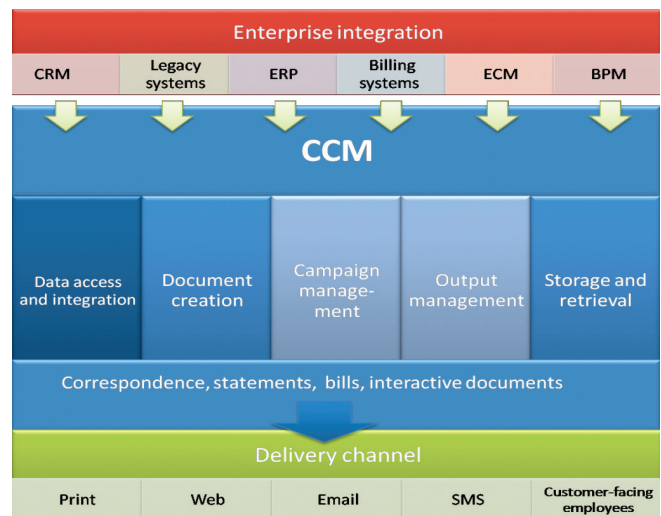 Enterprise integration
CRM
Legacy
systems
ERP
Billing
systems
ECM
BPM
CCM
Data access
and integration
Document
creation
Campaign
manage-
ment
Output
management
Storage and
retrieval
Correspondence, statements, bills, interactive documents
Delivery channel
Print
Web
Email
SMS
Customer-facing
employees